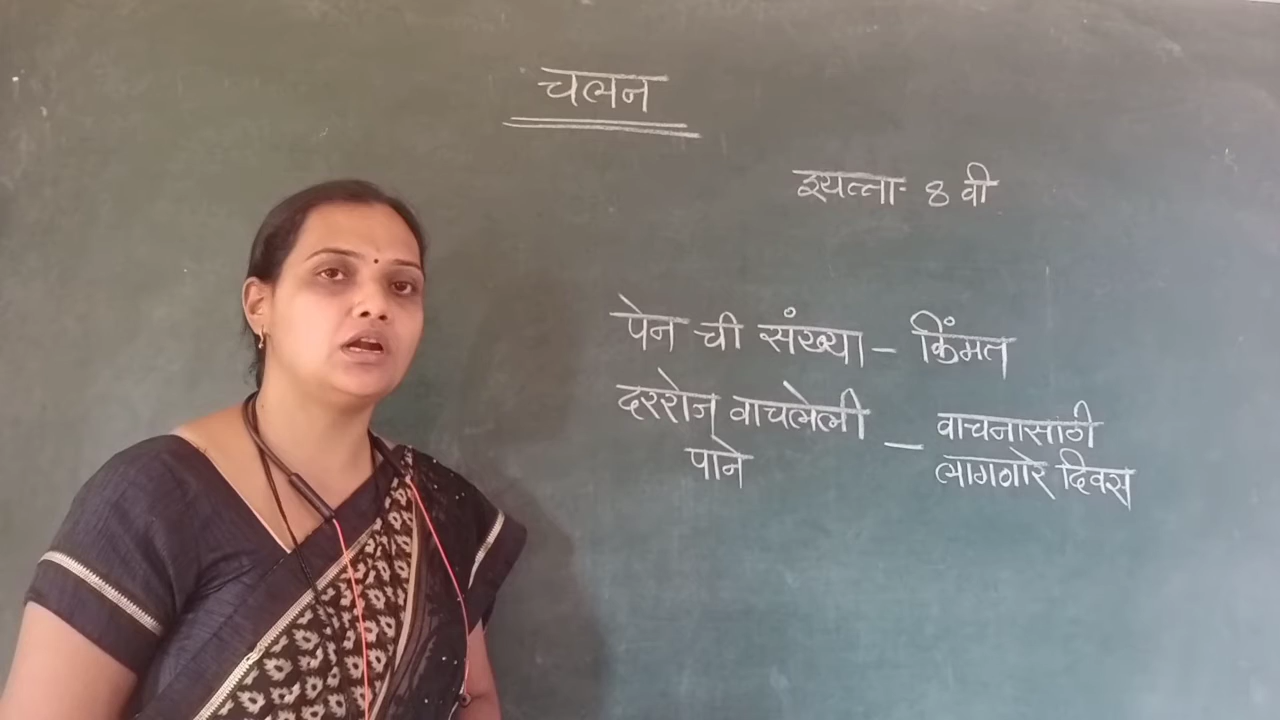 चलन
इयत्ता- 8 वी
पेन ची संख्या - किंमत
दररोज वाचलेली - वाचनासाठी
पाने लागणारे दिवस